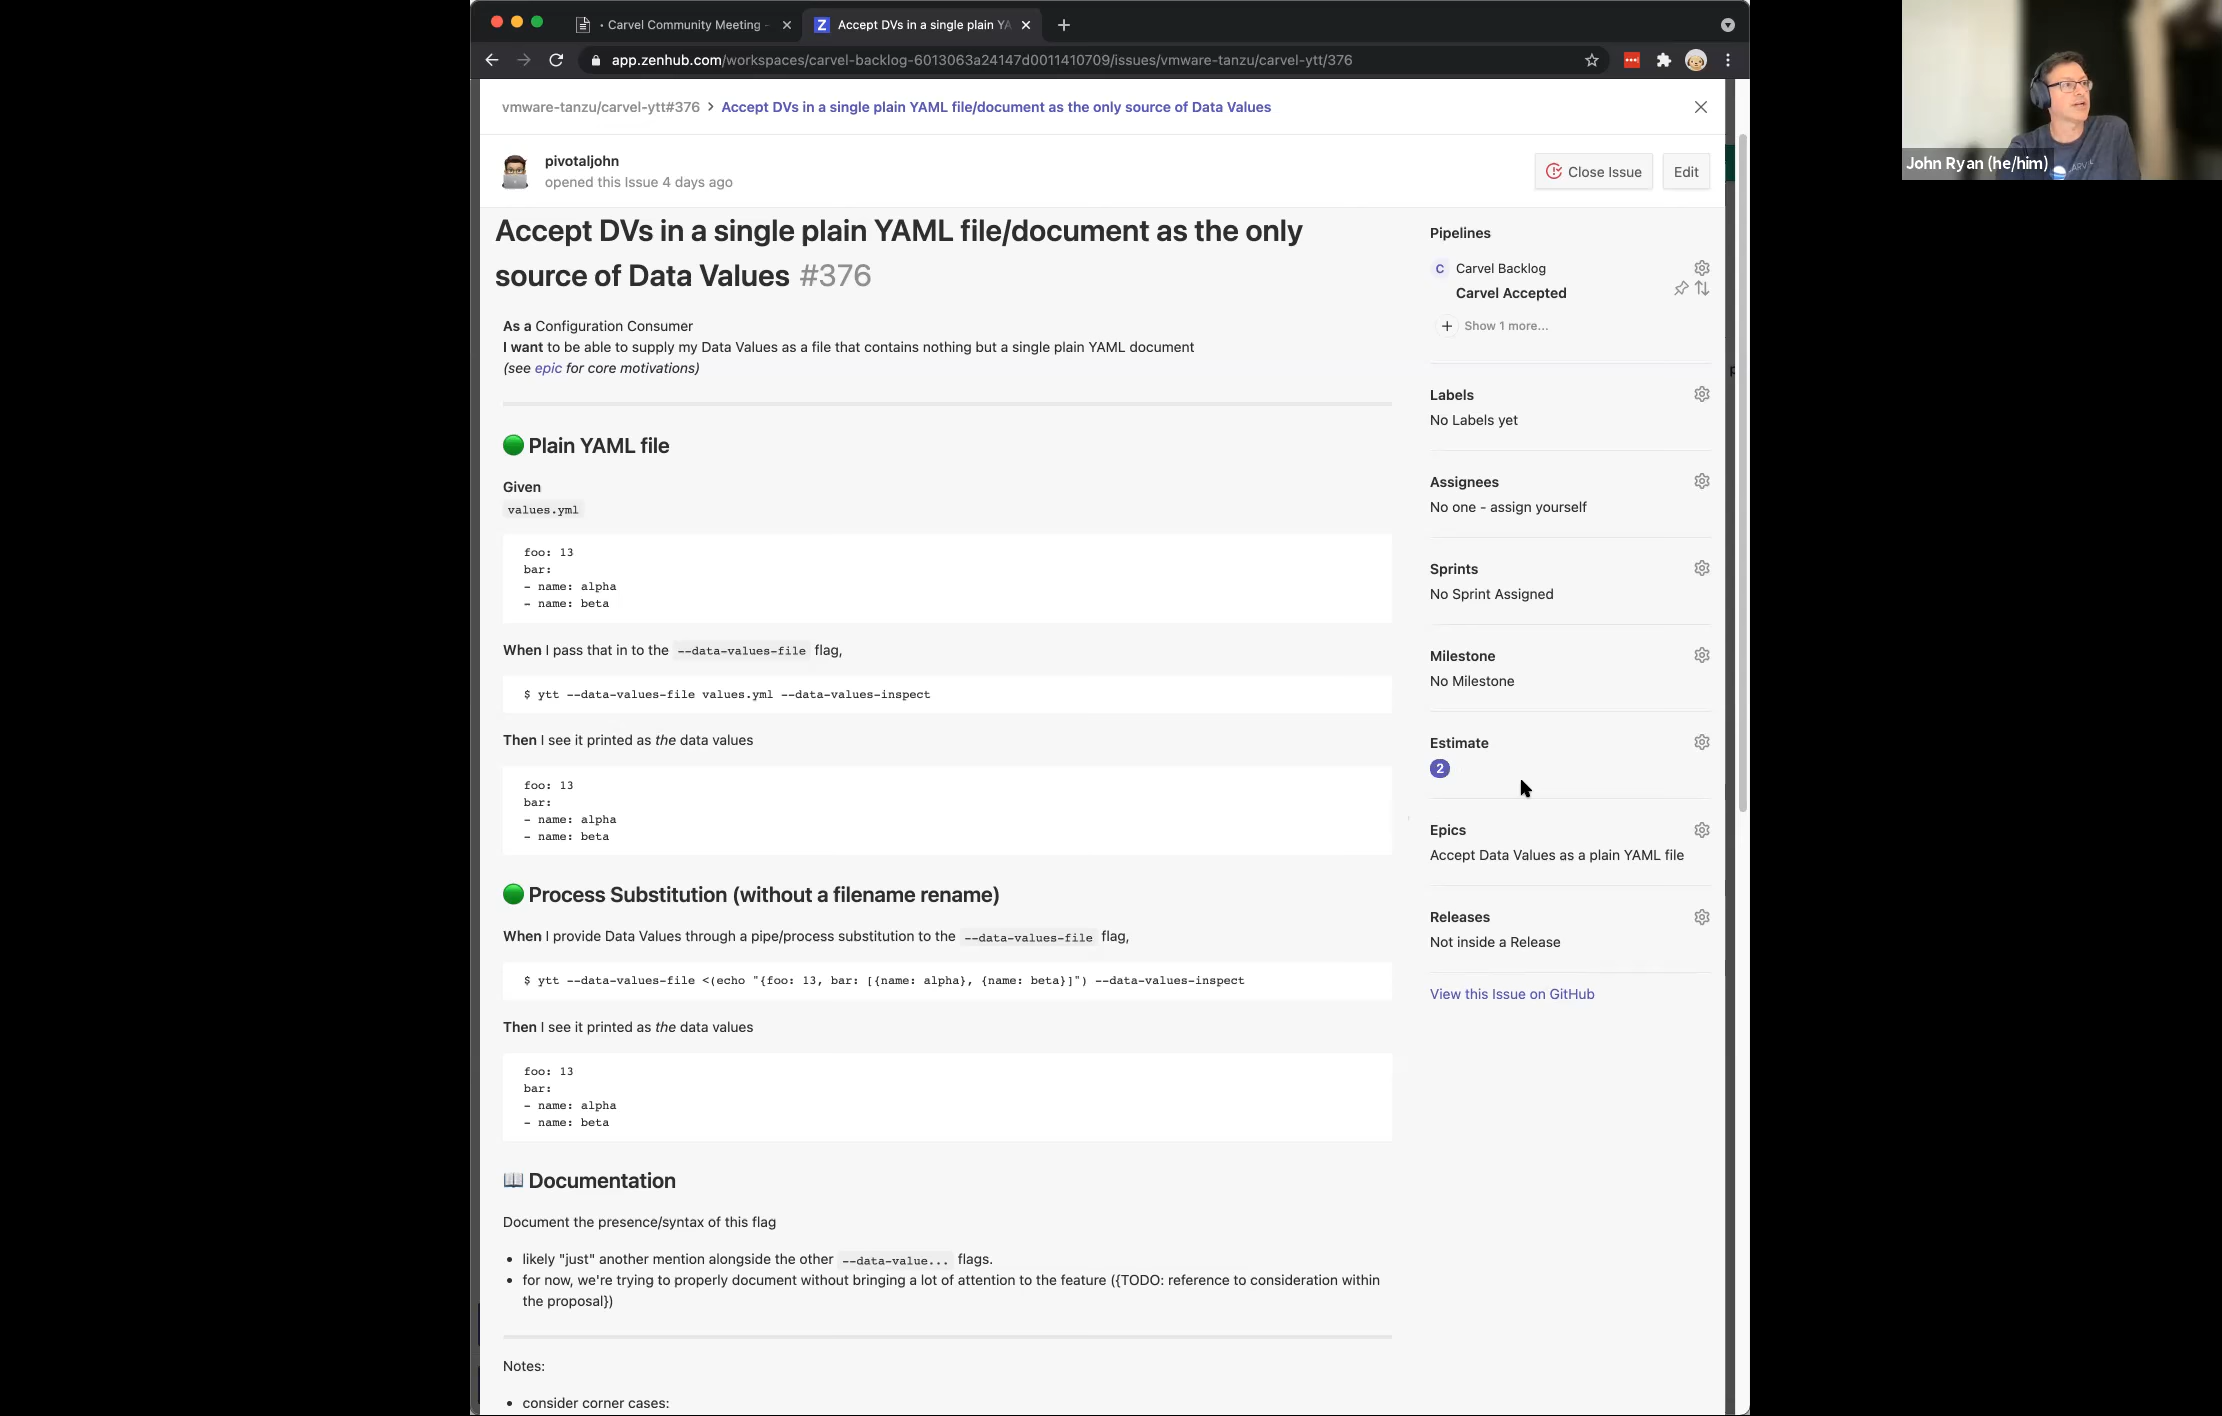 Carvel Community Meeting -
Accept DVs in a single plain YA
app.zenhub.com/workspaces/carvel-backlog-6013063a24147d0011410709/issues/vmware-tanzu/carvel-ytt/376
vmware-tanzu/carvel-ytt#376 > Accept DVs in a single plain YAML file/document as the only source of Data Values
pivotaljohn
opened this Issue 4 days ago
Close Issue
Edit
Accept DVs in a single plain YAML file/document as the only
source of Data Values #376
As a Configuration Consumer
I want to be able to supply my Data Values as a file that contains nothing but a single plain YAML document
(see epic for core motivations)
Plain YAML file
Given
values.yml
foo: 13
bar:
- name: alpha
- name: beta
When I pass that in to the --data-values-file flag,
$ ytt --data-values-file values.yml --data-values-inspect
Then I see it printed as the data values
foo: 13
bar:
- name: alpha
- name: beta
Process Substitution (without a filename rename)
When I provide Data Values through a pipe/process substitution to the --data-values-file flag,
$ ytt --data-values-file <(echo "{foo: 13, bar: [{name: alpha}, {name: beta}]") --data-values-inspect
Then I see it printed as the data values
foo: 13
bar:
- name: alpha
- name: beta
Documentation
Document the presence/syntax of this flag
• likely "just" another mention alongside the other --data-value... flags.
• for now, we're trying to properly document without bringing a lot of attention to the feature ({TODO: reference to consideration within
the proposal})
Notes:
• consider corner cases:
Pipelines
C Carvel Backlog
Carvel Accepted
+ Show 1 more...
Labels
No Labels yet
Assignees
No one - assign yourself
Sprints
No Sprint Assigned
Milestone
No Milestone
Estimate
2
Epics
Accept Data Values as a plain YAML file
Releases
Not inside a Release
View this Issue on GitHub
John Ryan (he/him)